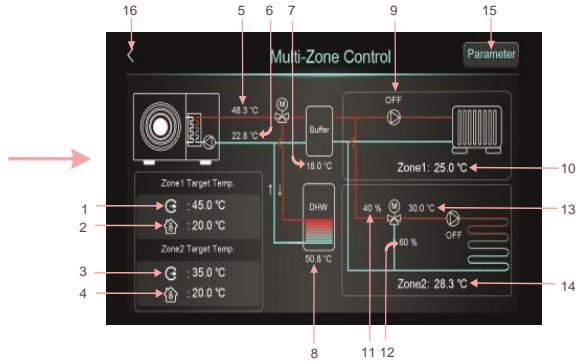 16 5 6 7 9 15
Multi-Zone Control
Parameter
M
OFF
48.3 °C
Buffer
22.8 °C
18.0 °C
Zone1: 25.0 °C
10
Zone1 Target Temp.
1 : 45.0 °C
2 : 20.0 °C
Zone2 Target Temp.
3 : 35.0 °C
4 : 20.0 °C
DHW
50.8 °C
M
40 %
30.0 °C
13
OFF
60 %
Zone2: 28.3 °C
14
8 11 12